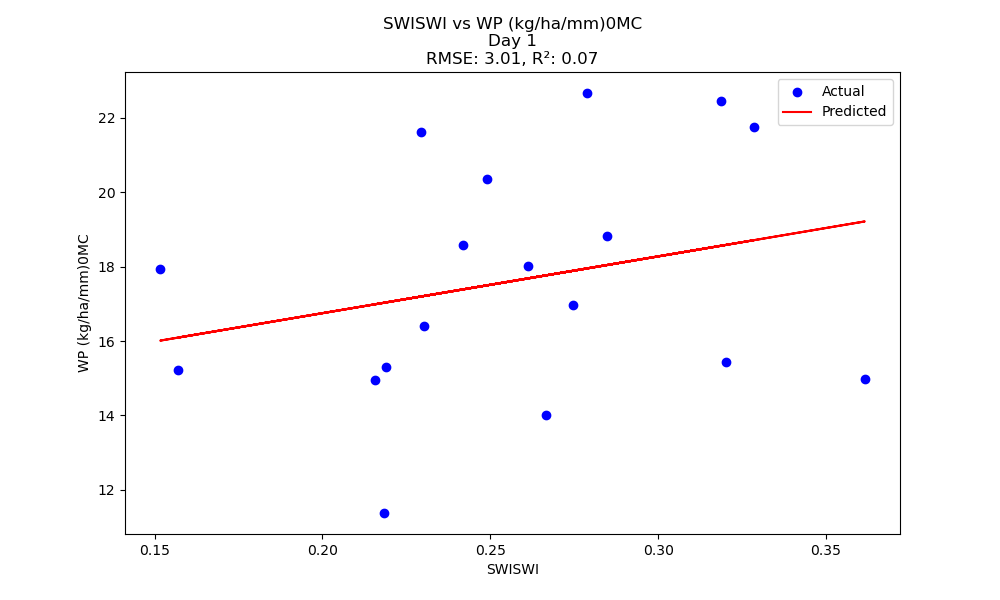 SWISWI vs WP (kg/ha/mm)0MC
Day 1
RMSE: 3.01, R²: 0.07
Actual
Predicted
WP (kg/ha/mm)0MC
22
20
18
16
14
12
0.15 0.20 0.25 0.30 0.35
SWISWI